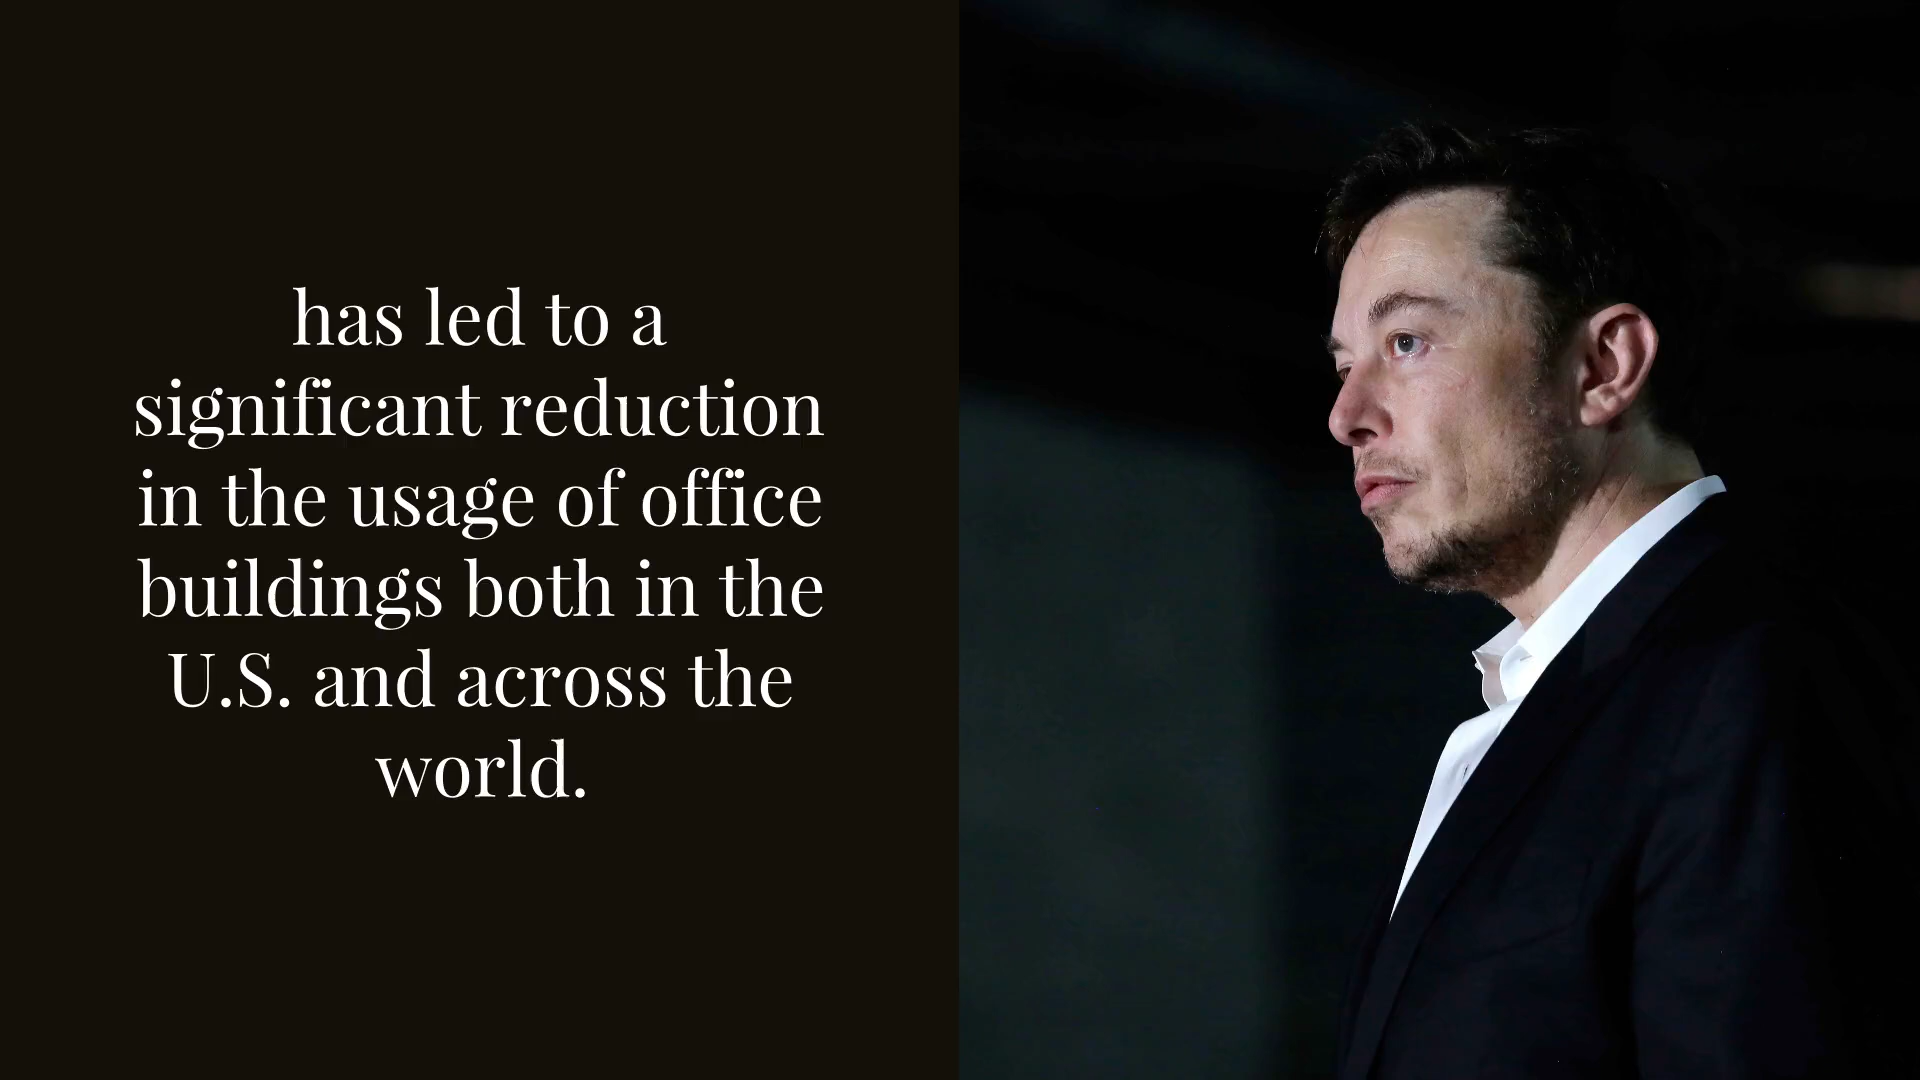 has led to a
significant reduction
in the usage of office
buildings both in the
U.S. and across the
world.